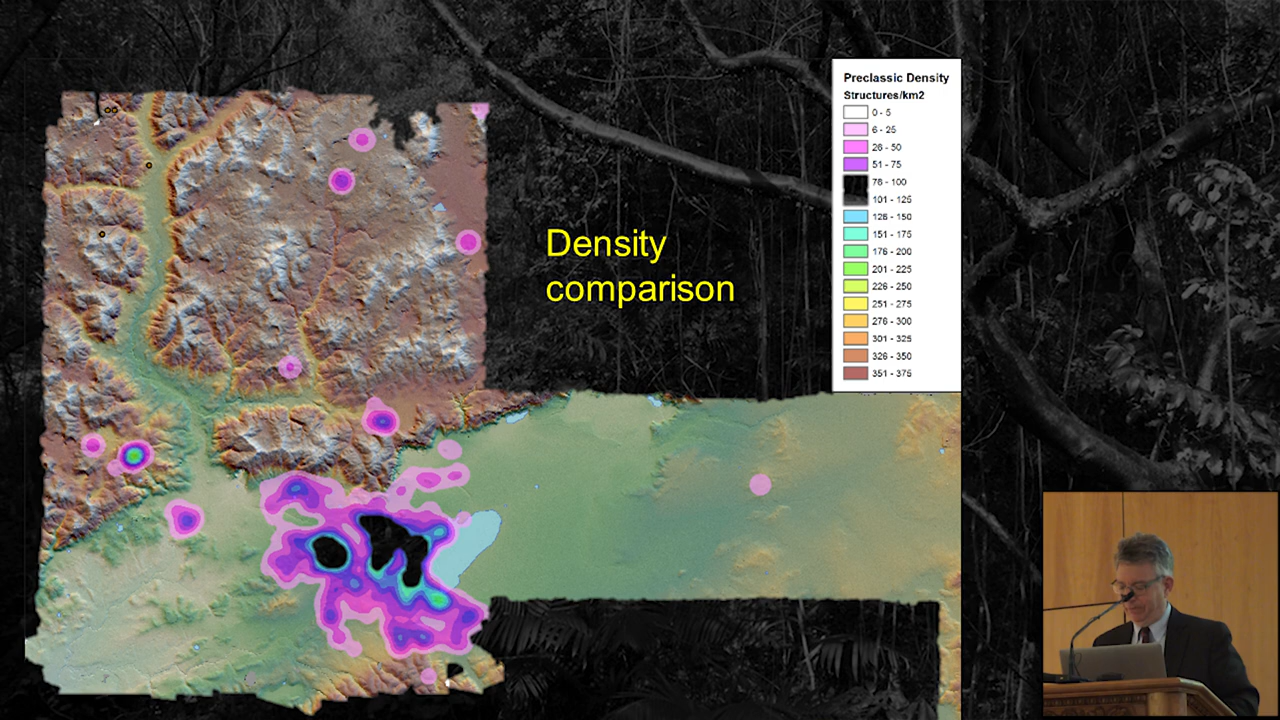 Preclassic Density
Structures/km2
0 - 5
6 - 25
26 - 50
51 - 75
76 - 100
101 - 125
126 - 150
151 - 175
176 - 200
201 - 225
226 - 250
251 - 275
276 - 300
301 - 325
326 - 350
351 - 375
Density
comparison